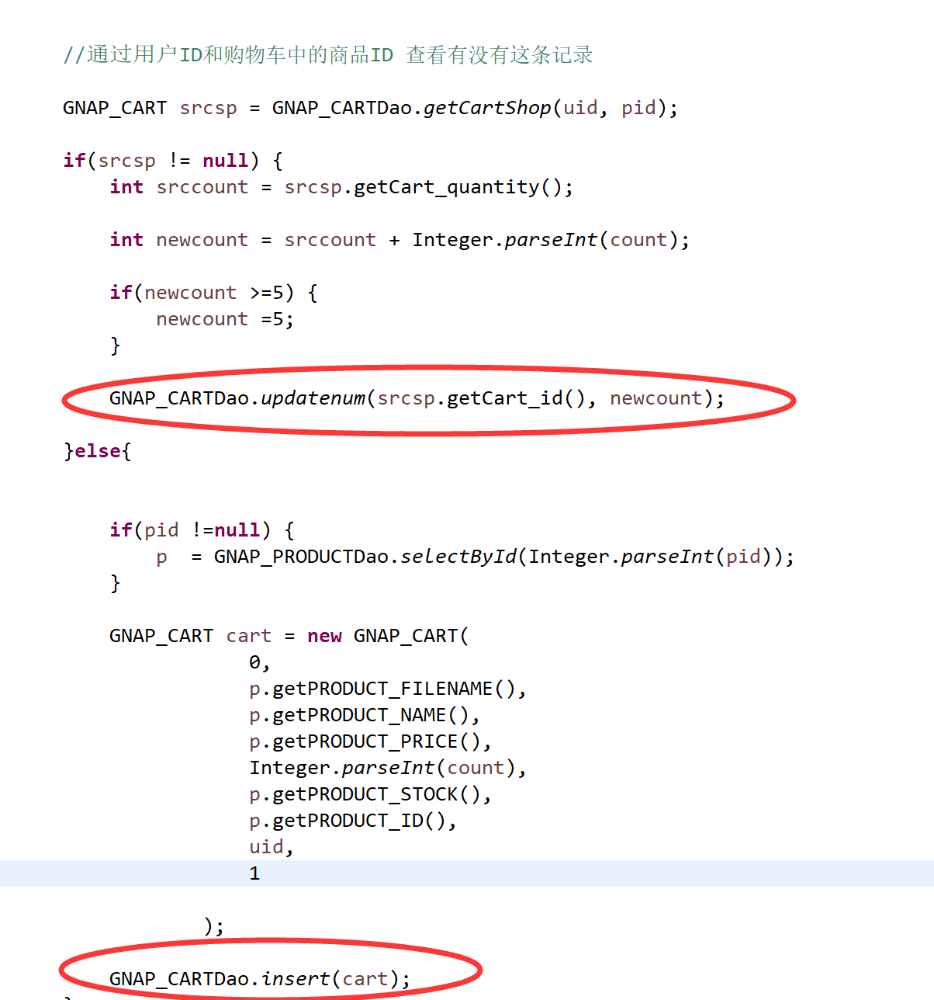 //通过用户ID和购物车中的商品ID 查看有没有这条记录
GNAP_CART srcsp = GNAP_CARTDao.getCartShop(uid, pid);
if(srcsp != null) {
int srccount = srcsp.getCart_quantity();
int newcount = srccount + Integer.parseInt(count);
if(newcount >=5) {
newcount =5;
}
GNAP_CARTDao.updatenum(srcsp.getCart_id(), newcount);
}else{
if(pid !=null) {
p  = GNAP_PRODUCTDao.selectById(Integer.parseInt(pid));
}
GNAP_CART cart = new GNAP_CART(
0,
p.getPRODUCT_FILENAME(),
p.getPRODUCT_NAME(),
p.getPRODUCT_PRICE(),
Integer.parseInt(count),
p.getPRODUCT_STOCK(),
p.getPRODUCT_ID(),
uid,
1
);
GNAP_CARTDao.insert(cart);